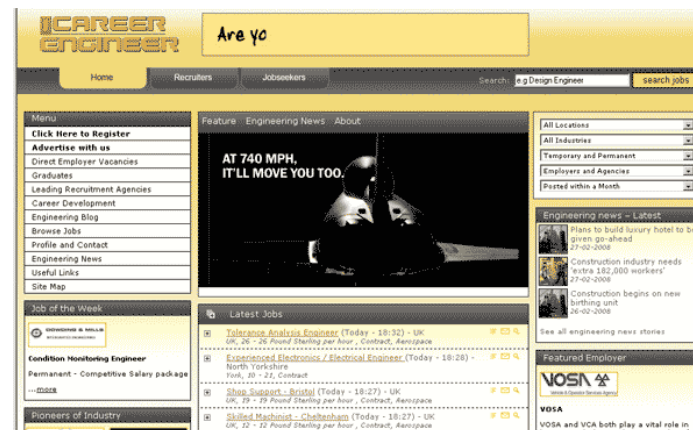 CAREER
ENGINEER
Are yo
Home
Recruiters
Jobseekers
Search:
e.g Design Engineer
search jobs
Menu
Click Here to Register
Advertise with us
Direct Employer Vacancies
Graduates
Leading Recruitment Agencies
Career Development
Engineering Blog
Browse Jobs
Profile and Contact
Engineering News
Useful Links
Site Map
Job of the Week
DOWDING & MILLS
Condition Monitoring Engineer
Permanent - Competitive Salary package
...more
Pioneers of Industry
Feature Engineering News About
AT 740 MPH,
IT'LL MOVE YOU TOO.
Latest Jobs
Tolerance Analysis Engineer (Today - 18:32) - UK
UK, 26 - 26 Pound Sterling per hour , Contract, Aerospace
Experienced Electronics / Electrical Engineer (Today - 18:28) -
North Yorkshire
York, 10 - 21, Contract
Shop Support - Bristol (Today - 18:27) - UK
UK, 19 - 19 Pound Sterling per hour , Contract, Aerospace
Skilled Machinist - Cheltenham (Today - 18:27) - UK
UK, 12 - 12 Pound Sterling per hour , Contract, Aerospace
All Locations
All Industries
Temporary and Permanent
Employers and Agencies
Posted within a Month
Engineering news – Latest
Plans to build luxury hotel to be
given go-ahead
27-02-2008
Construction industry needs
'extra 182,000 workers'
27-02-2008
Construction begins on new
birthing unit
26-02-2008
See all engineering news stories
Featured Employer
VOSA
Vehicle & Operator Services Agency
VOSA
VOSA and VCA both play a vital role in